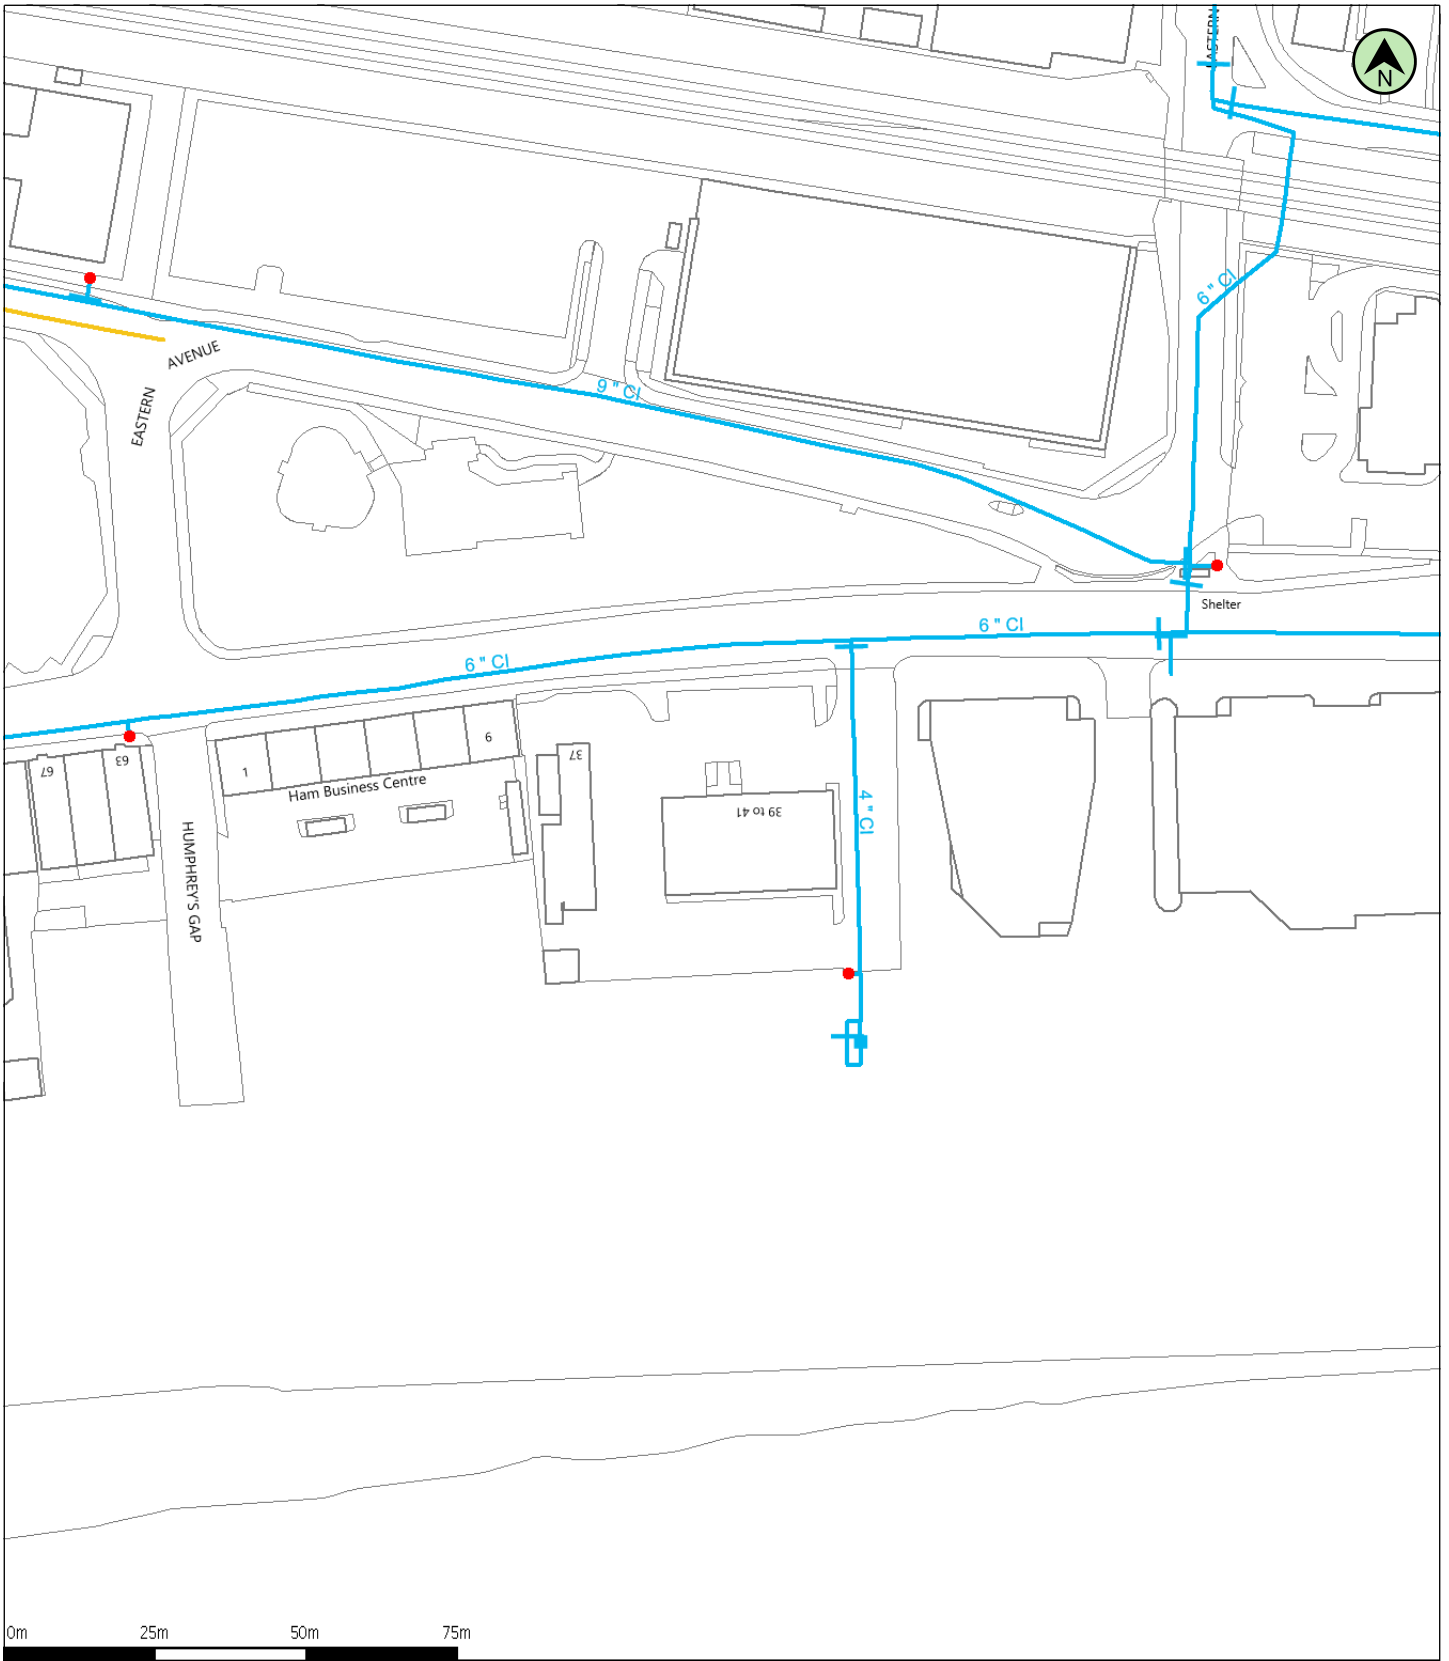 EASTERN
N
6 " CI
AVENUE
EASTERN
9 " CI
Shelter
6 " CI
6 " CI
1
6
Ham Business Centre
67
63
37
39 to 41
4 " CI
HUMPHREY'S GAP
0m
25m
50m
75m